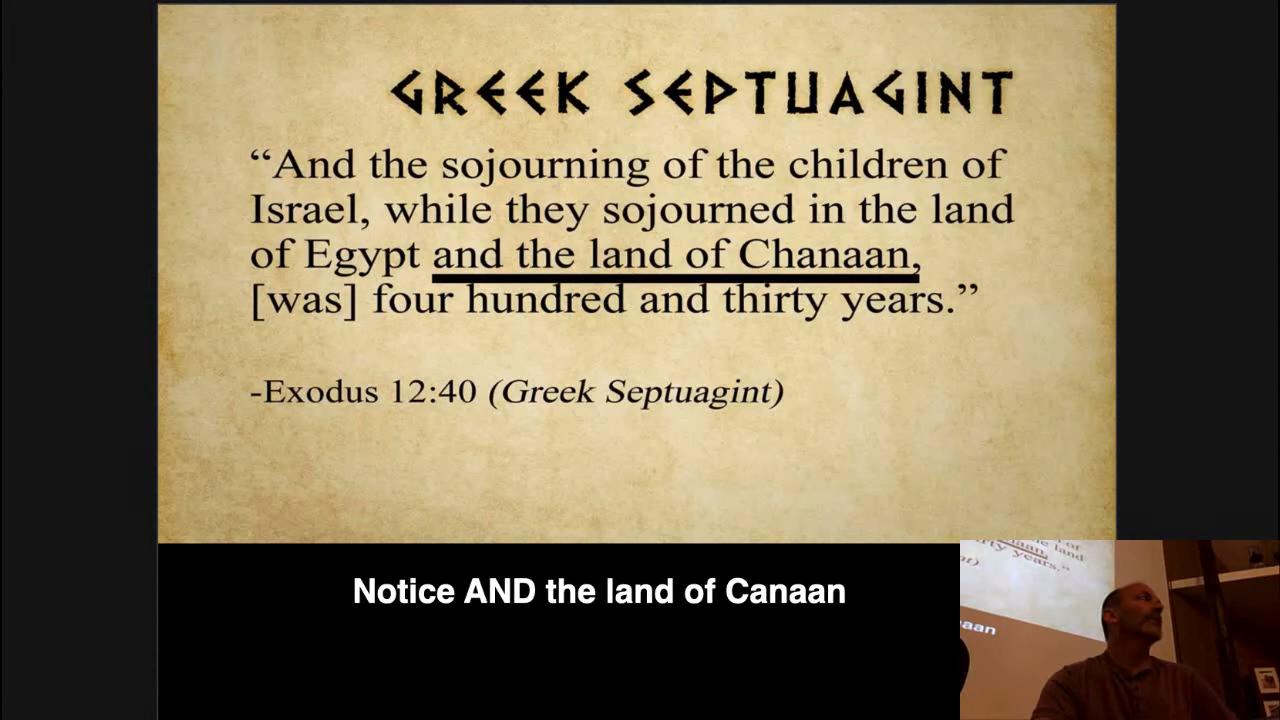 GREEK SEPTUAGINT
“And the sojourning of the children of
Israel, while they sojourned in the land
of Egypt and the land of Chanaan,
[was] four hundred and thirty years.”
-Exodus 12:40 (Greek Septuagint)
Notice AND the land of Canaan
land
years.”